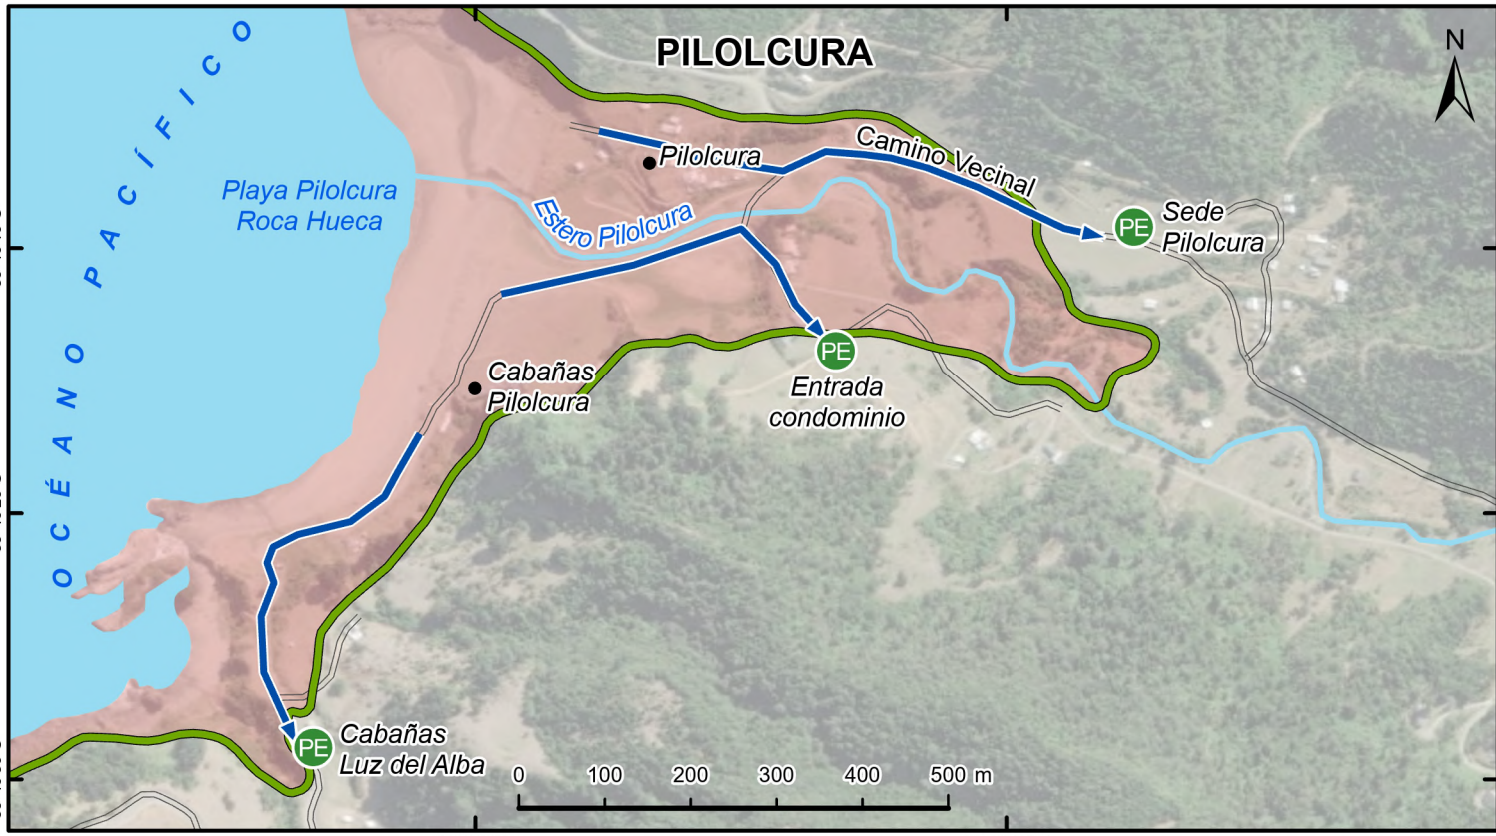 PILOLCURA
N
OCÉANO PACÍFICO
Camino Vecinal
Pilolcura
Playa Pilolcura
Roca Hueca
Estero Pilolcura
PE
Sede
Pilolcura
PE
Entrada
condominio
Cabañas
Pilolcura
PE
Cabañas
Luz del Alba
0 100 200 300 400 500 m